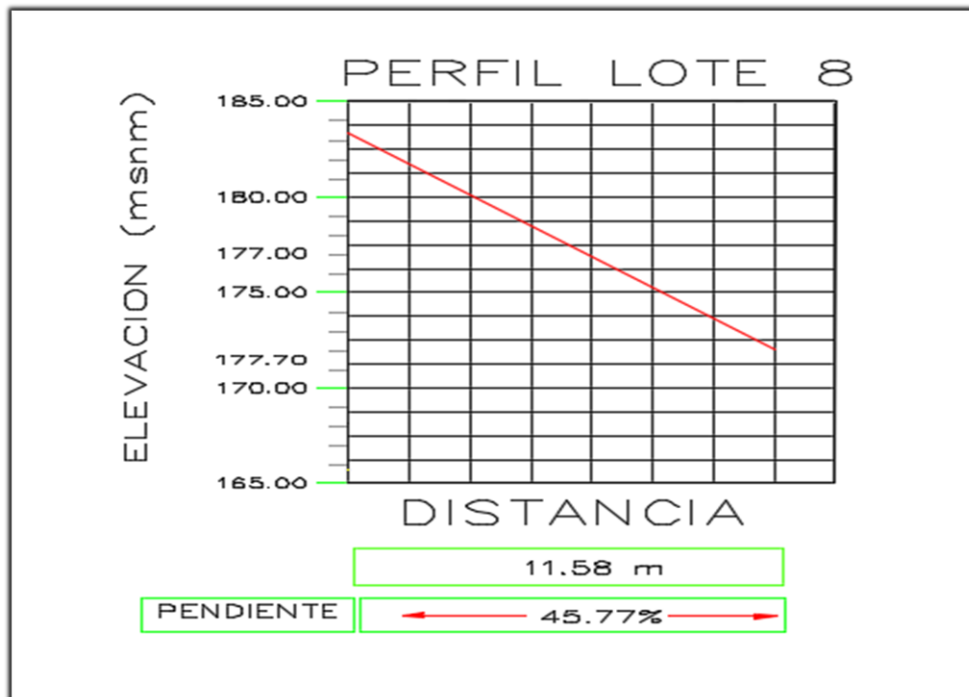 PERFIL LOTE 8
ELEVACION (msnm)
185.00
180.00
177.00
175.00
177.70
170.00
165.00
DISTANCIA
11.58 m
PENDIENTE
45.77%